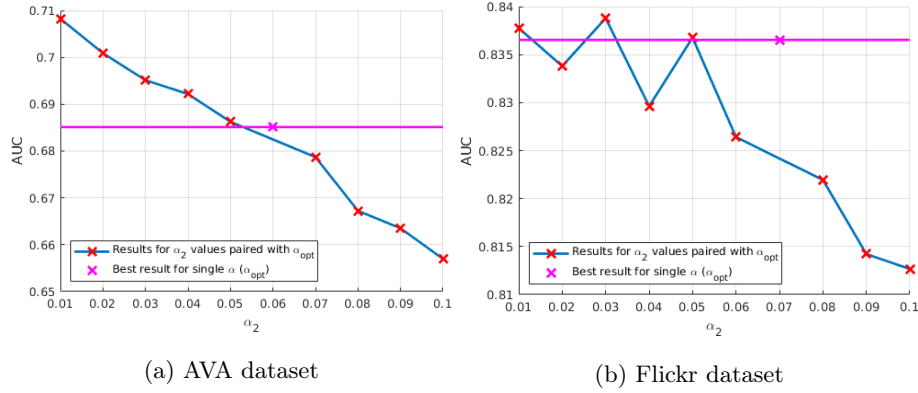 0.71
0.7
0.69
0.68
0.67
0.66
0.65
AUC
0.01 0.02 0.03 0.04 0.05 0.06 0.07 0.08 0.09 0.1
α₂
Results for α₂ values paired with α_opt
Best result for single α (α_opt)
(a) AVA dataset
0.84
0.835
0.83
0.825
0.82
0.815
0.81
AUC
0.01 0.02 0.03 0.04 0.05 0.06 0.07 0.08 0.09 0.1
α₂
Results for α₂ values paired with α_opt
Best result for single α (α_opt)
(b) Flickr dataset